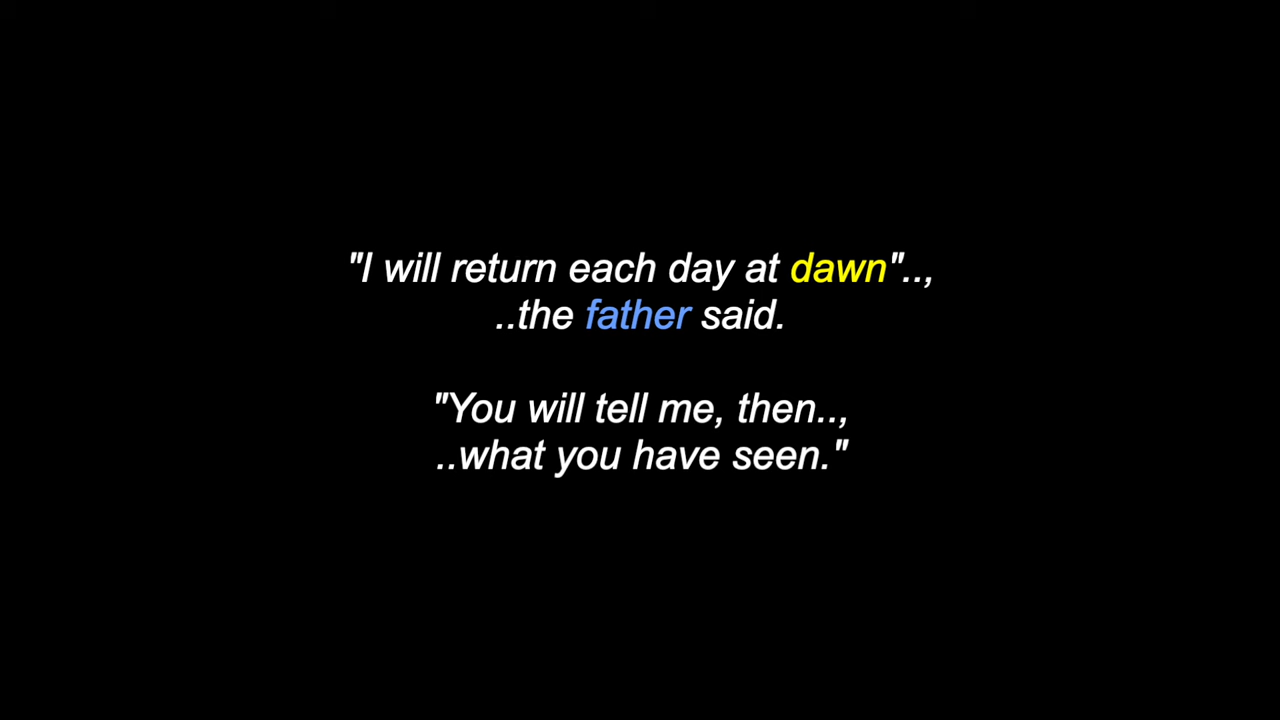 "I will return each day at dawn"..,
..the father said.
"You will tell me, then..,
..what you have seen."